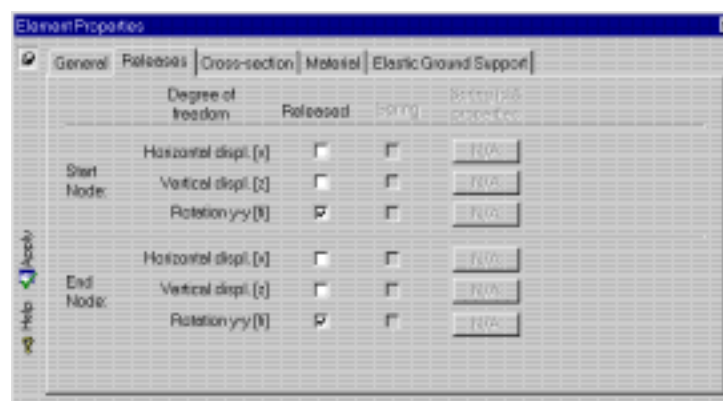 Element Properties
General Releases Cross-section Material Elastic Ground Support
Degree of freedom Released Spring properties
Horizontal displ. [x] N/A
Start Node: Vertical displ. [z] N/A
Rotation y-y [fi] N/A
Horizontal displ. [x] N/A
End Node: Vertical displ. [z] N/A
Rotation y-y [fi] N/A
Apply
Help